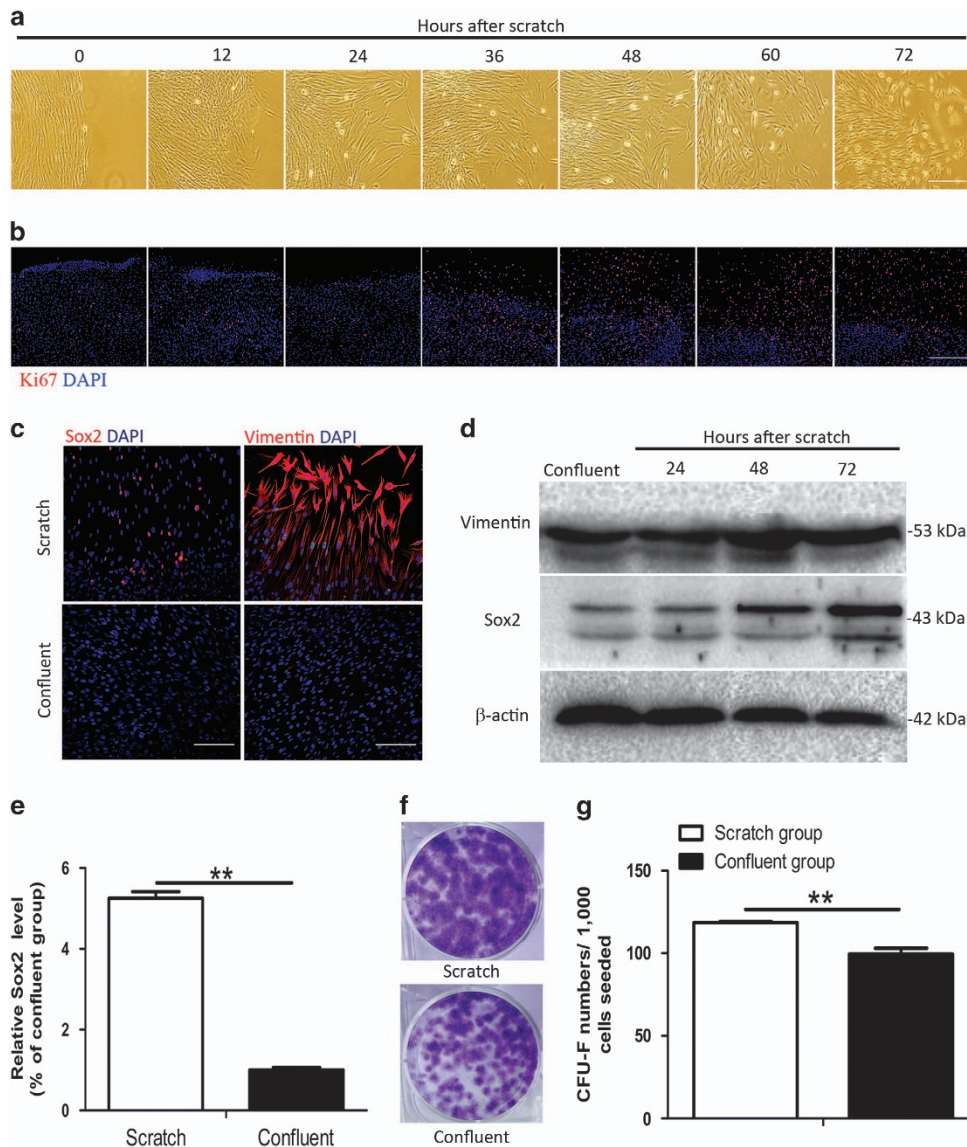 a
Hours after scratch
0 12 24 36 48 60 72
b
Ki67 DAPI
c
Sox2 DAPI Vimentin DAPI
Scratch
Confluent
d
Hours after scratch
Confluent 24 48 72
Vimentin -53 kDa
Sox2 -43 kDa
β-actin -42 kDa
e
Relative Sox2 level
(% of confluent group)
6
4
2
0
**
Scratch Confluent
f
Scratch
Confluent
g
Scratch group
Confluent group
CFU-F numbers/ 1,000
cells seeded
150
100
50
0
**